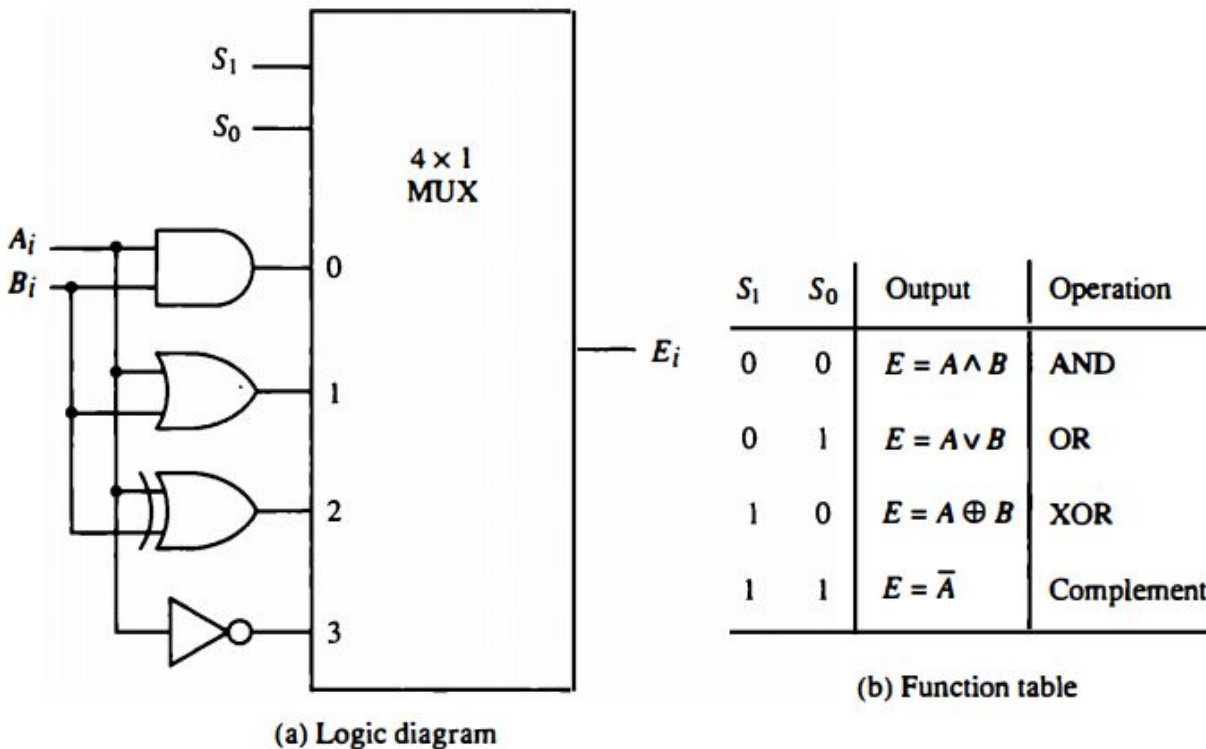 S₁
S₀
4 × 1
MUX
Aᵢ
Bᵢ
0
1
2
3
Eᵢ
(a) Logic diagram
S₁ S₀ Output Operation
0 0 E = A ∧ B AND
0 1 E = A ∨ B OR
1 0 E = A ⊕ B XOR
1 1 E = A̅ Complement
(b) Function table